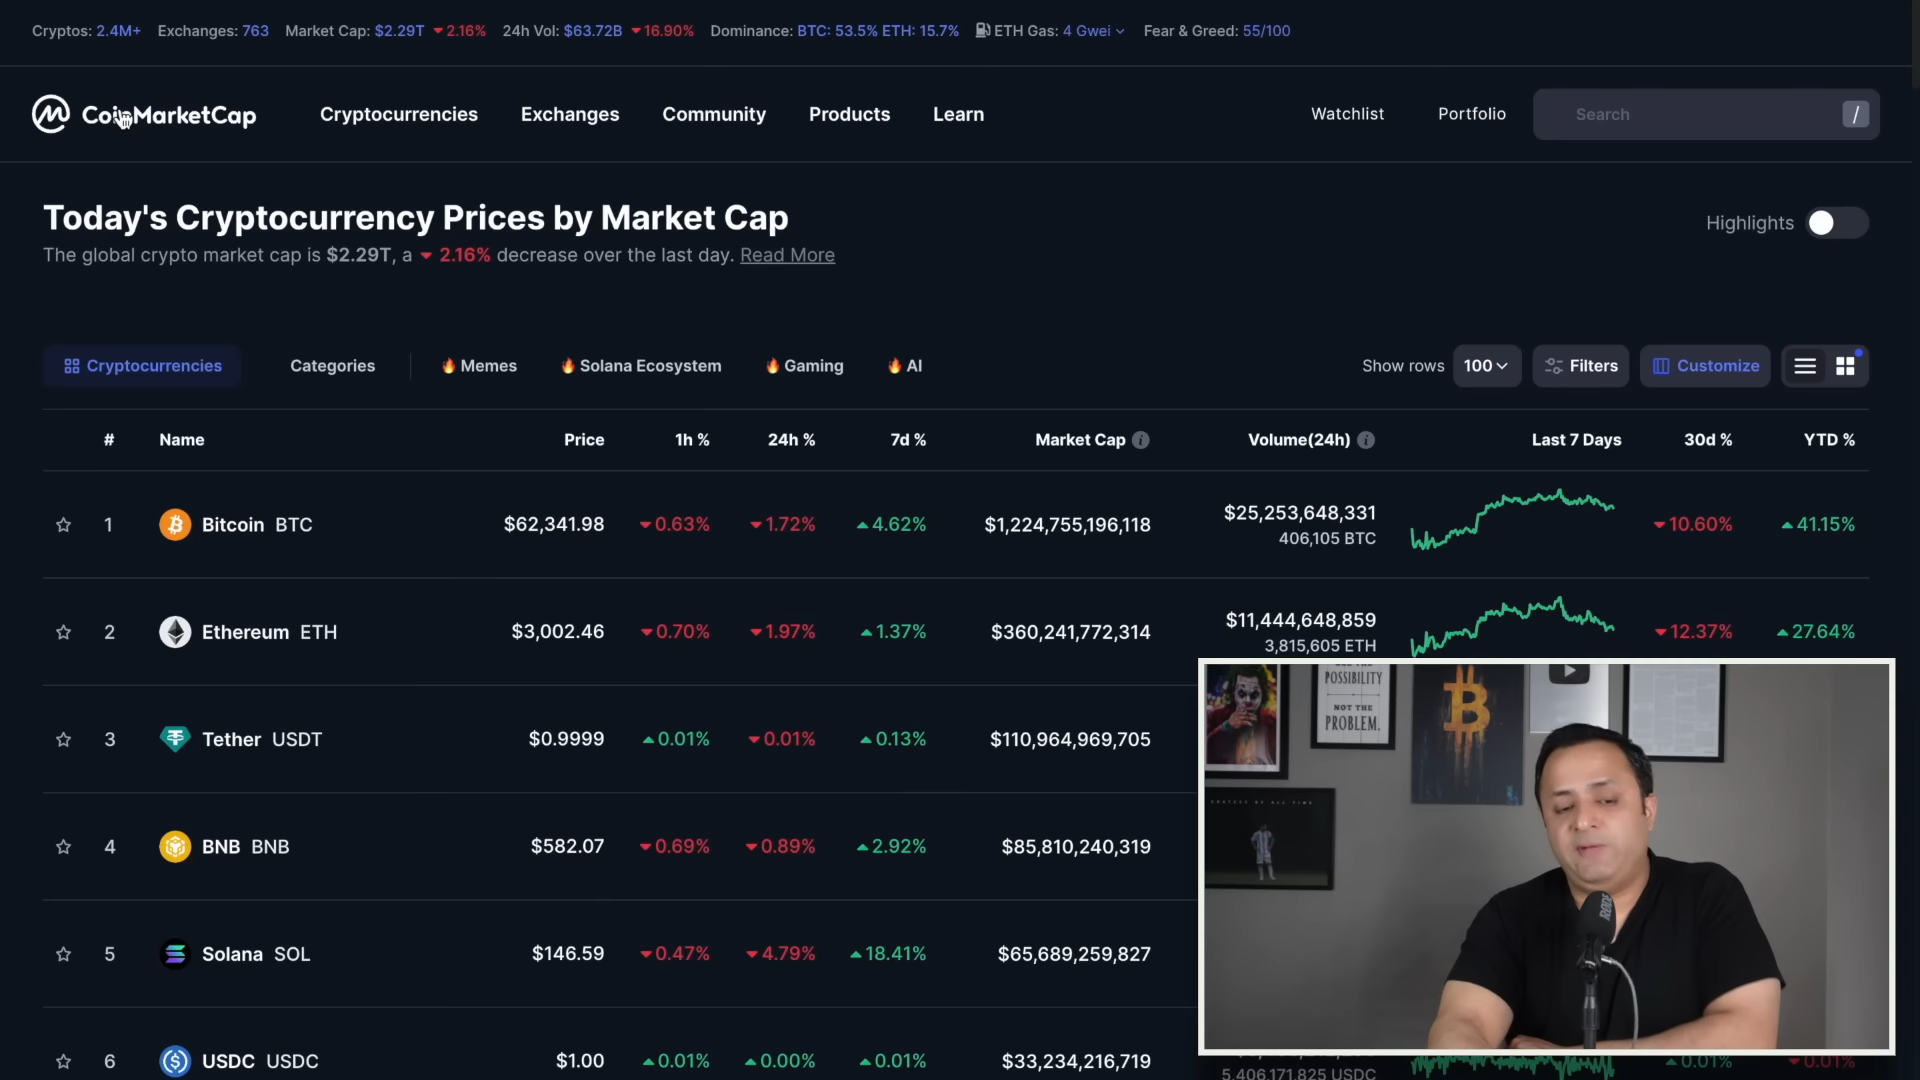 Cryptos: 2.4M+ Exchanges: 763 Market Cap: $2.29T 2.16% 24h Vol: $63.72B 16.90% Dominance: BTC: 53.5% ETH: 15.7% ETH Gas: 4 Gwei Fear & Greed: 55/100
CoinMarketCap Cryptocurrencies Exchanges Community Products Learn Watchlist Portfolio Search /
Today's Cryptocurrency Prices by Market Cap
Highlights
The global crypto market cap is $2.29T, a 2.16% decrease over the last day. Read More
Cryptocurrencies Categories Memes Solana Ecosystem Gaming AI Show rows 100 Filters Customize
# Name Price 1h % 24h % 7d % Market Cap Volume(24h) Last 7 Days 30d % YTD %
1 Bitcoin BTC $62,341.98 0.63% 1.72% 4.62% $1,224,755,196,118 $25,253,648,331 10.60% 41.15%
406,105 BTC
2 Ethereum ETH $3,002.46 0.70% 1.97% 1.37% $360,241,772,314 $11,444,648,859 12.37% 27.64%
3,815,605 ETH
3 Tether USDT $0.9999 0.01% 0.01% 0.13% $110,964,969,705
4 BNB BNB $582.07 0.69% 0.89% 2.92% $85,810,240,319
5 Solana SOL $146.59 0.47% 4.79% 18.41% $65,689,259,827
6 USDC USDC $1.00 0.01% 0.00% 0.01% $33,234,216,719 0.01% 0.01%
5,406,171,825 USDC
POSSIBILITY
NOT THE
PROBLEM.
RODE